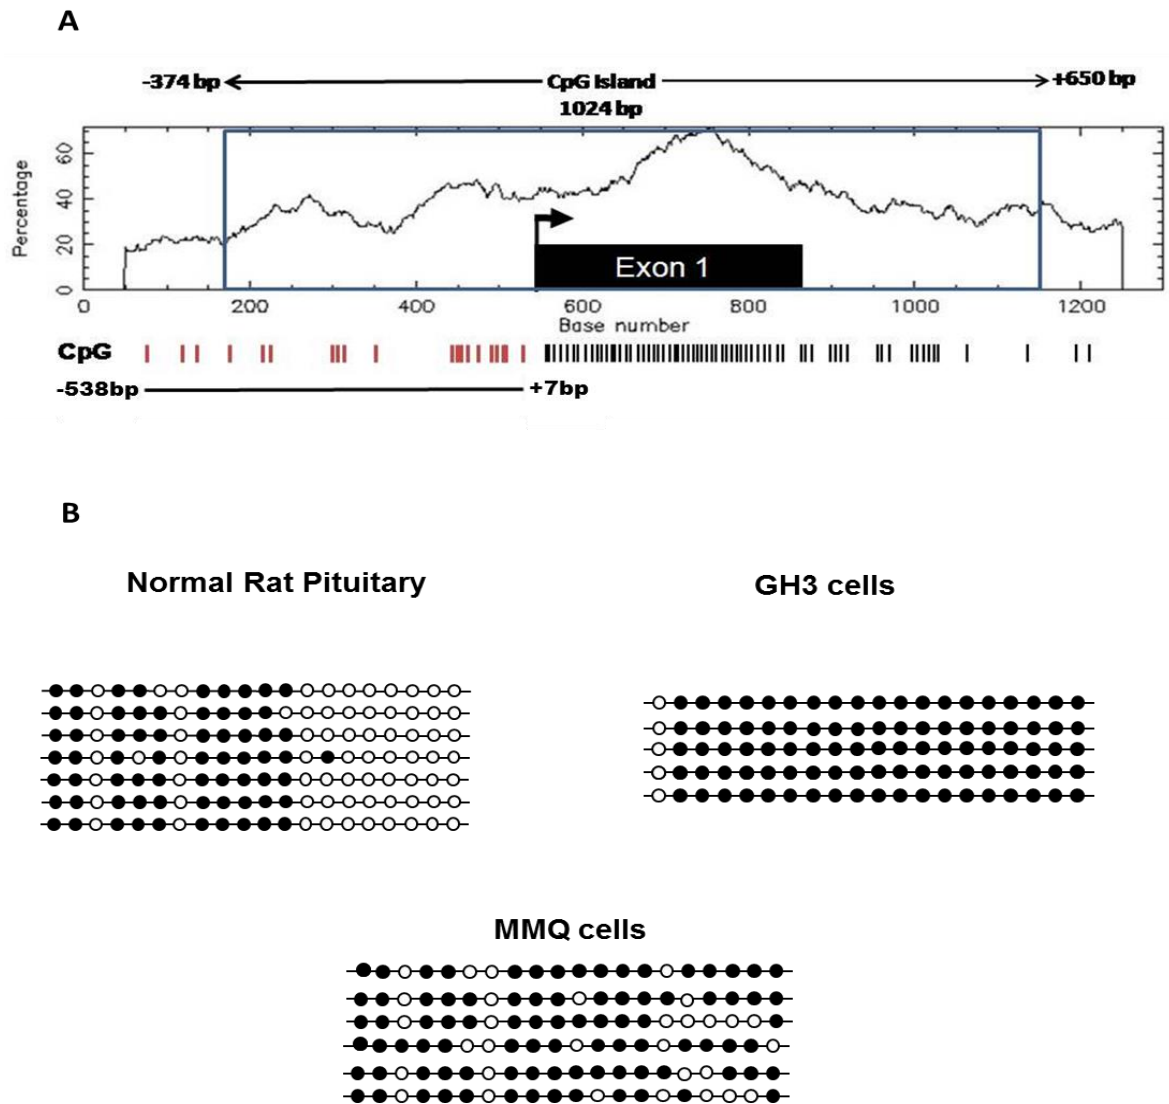 A
-374 bp CpG Island +650 bp
1024 bp
Percentage
60
40
20
0
Exon 1
0 200 400 600 800 1000 1200
Base number
CpG
-538bp +7bp
B
Normal Rat Pituitary
GH3 cells
MMQ cells